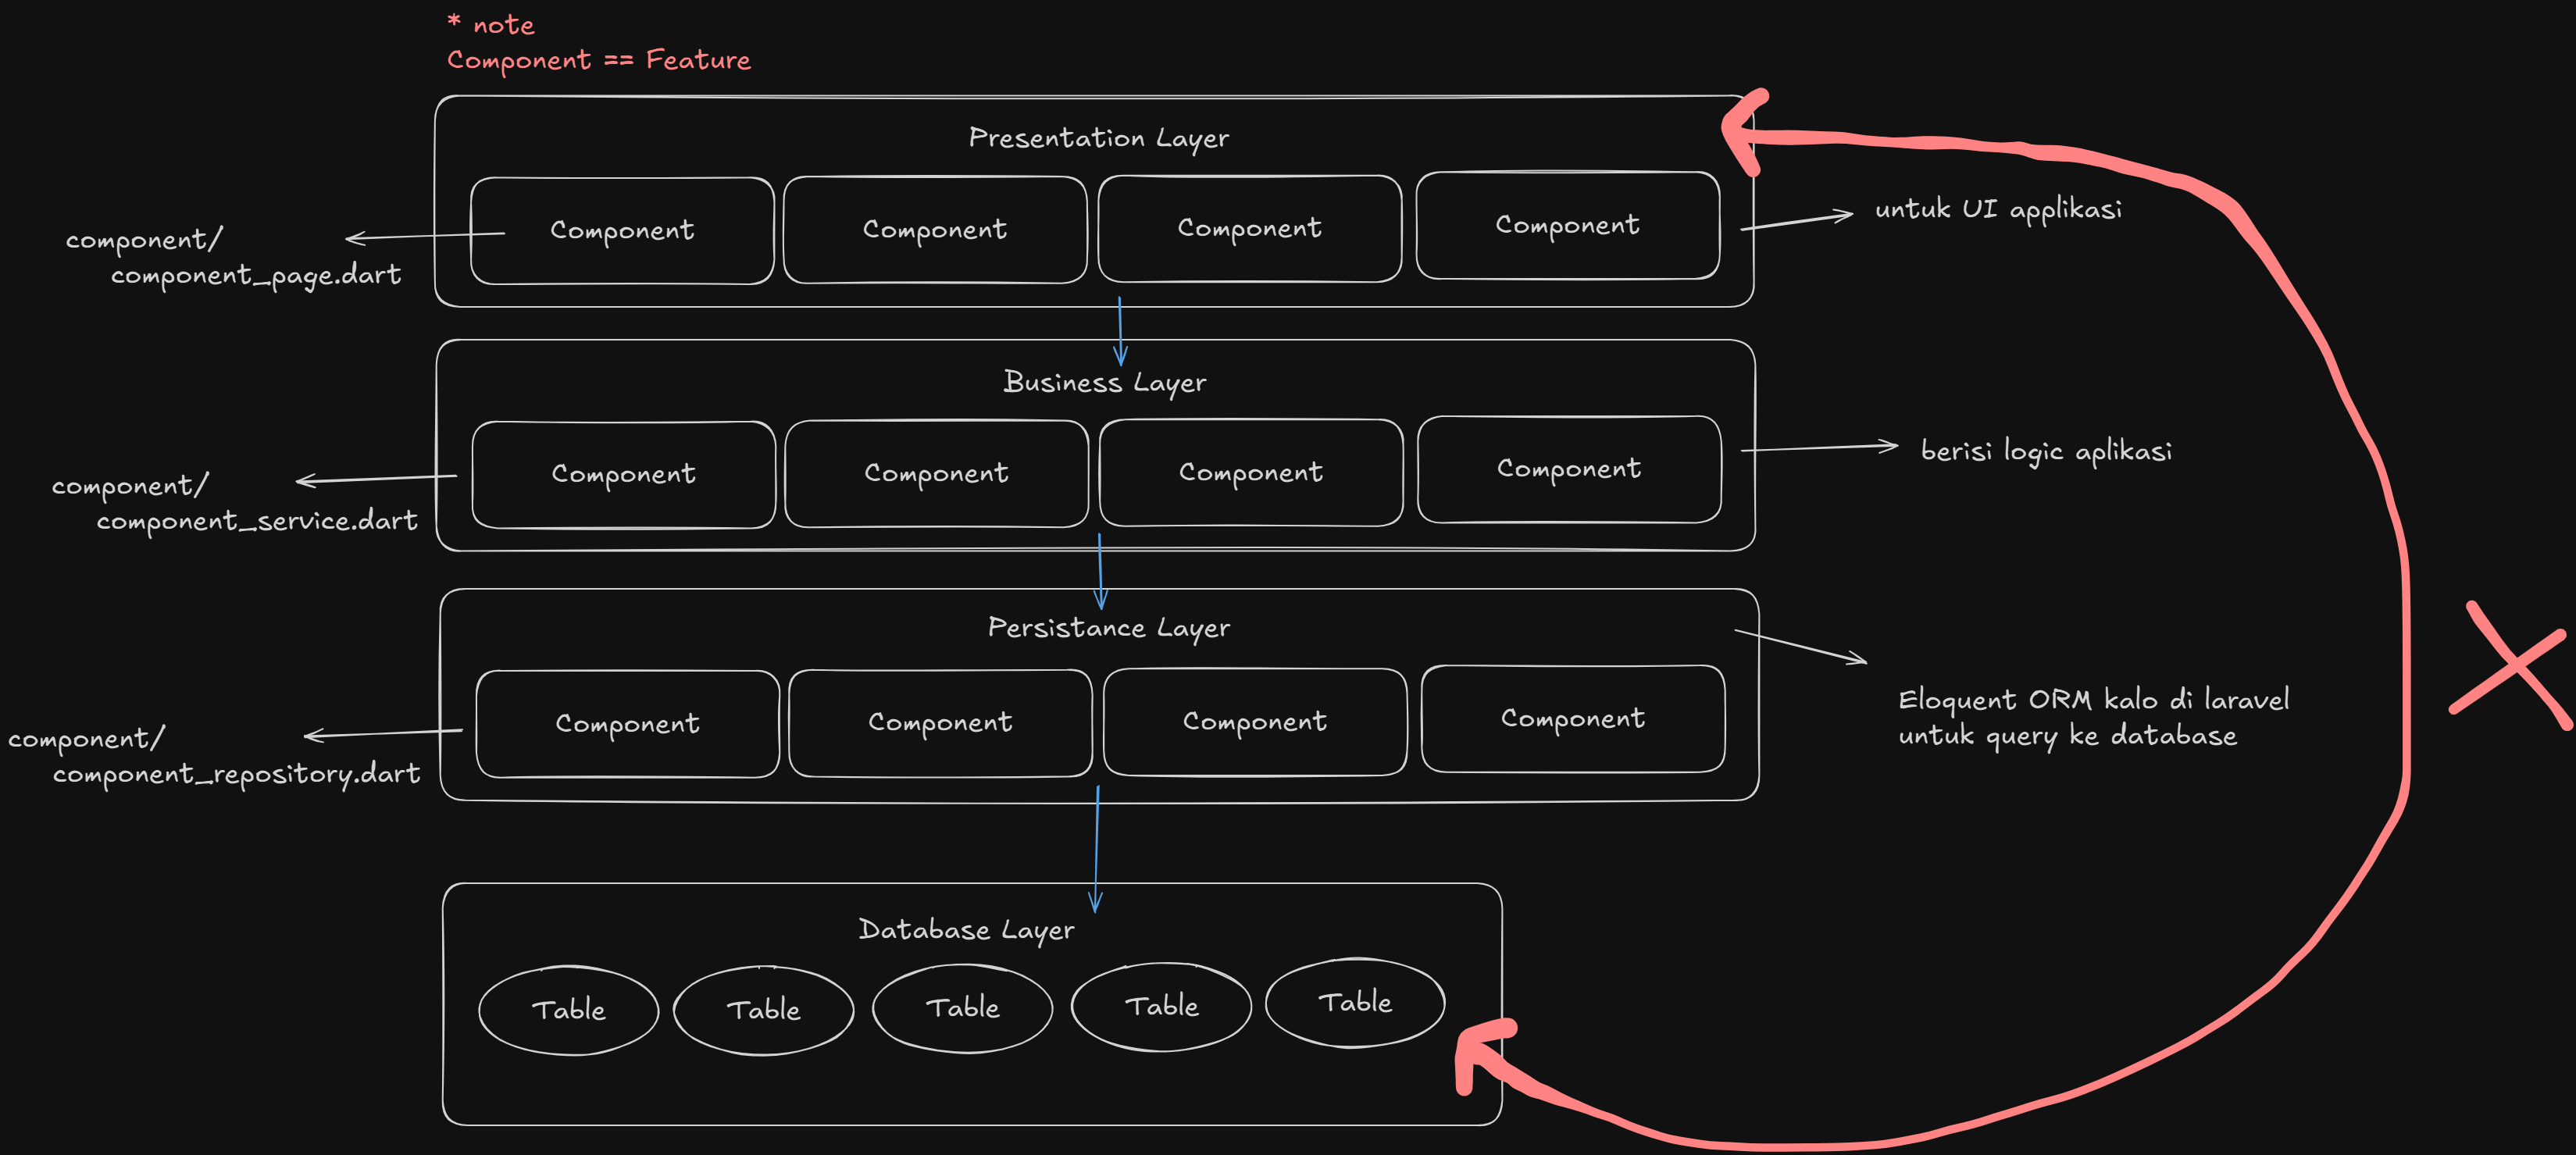 * note
Component == Feature
Presentation Layer
Component
Component
Component
Component
component/
component_page.dart
untuk UI applikasi
Business Layer
Component
Component
Component
Component
component/
component_service.dart
berisi logic aplikasi
Persistance Layer
Component
Component
Component
Component
component/
component_repository.dart
Eloquent ORM kalo di laravel
untuk query ke database
Database Layer
Table
Table
Table
Table
Table